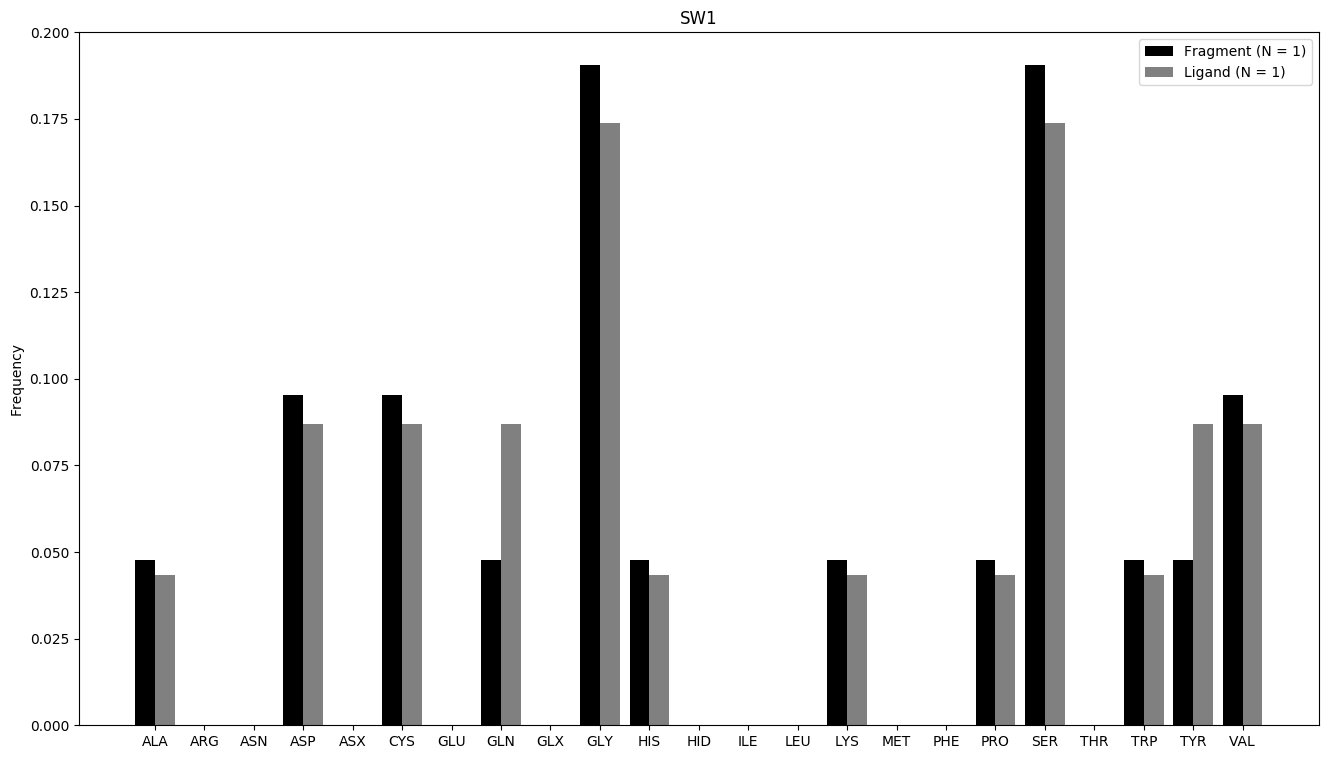 SW1
Fragment (N = 1)
Ligand (N = 1)
Frequency
0.200
0.175
0.150
0.125
0.100
0.075
0.050
0.025
0.000
ALA ARG ASN ASP ASX CYS GLU GLN GLX GLY HIS HID ILE LEU LYS MET PHE PRO SER THR TRP TYR VAL